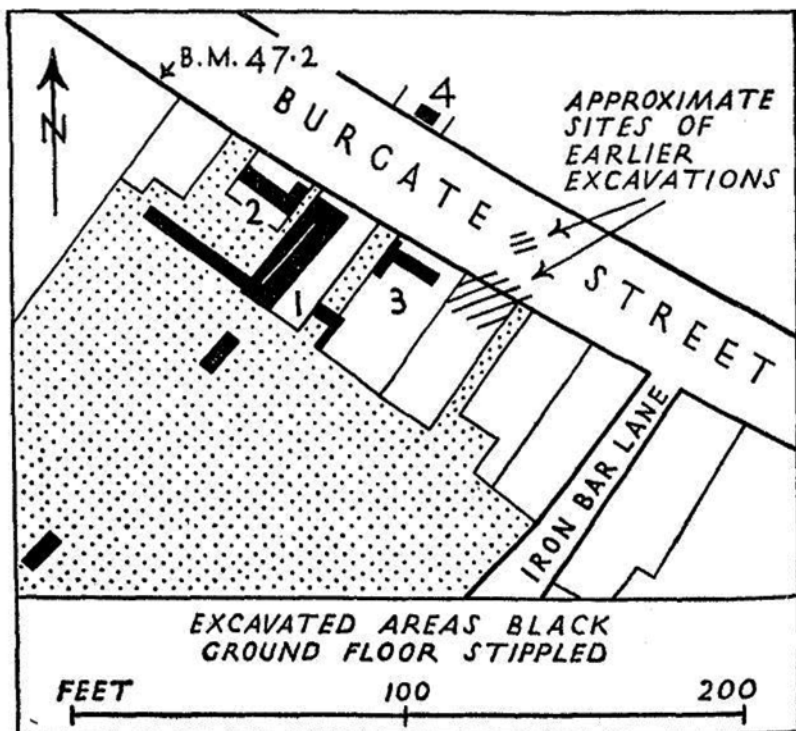 B.M. 47·2
N
4
APPROXIMATE
SITES OF
EARLIER
EXCAVATIONS
BURGATE STREET
2
1
3
IRON BAR LANE
EXCAVATED AREAS BLACK
GROUND FLOOR STIPPLED
FEET 100 200